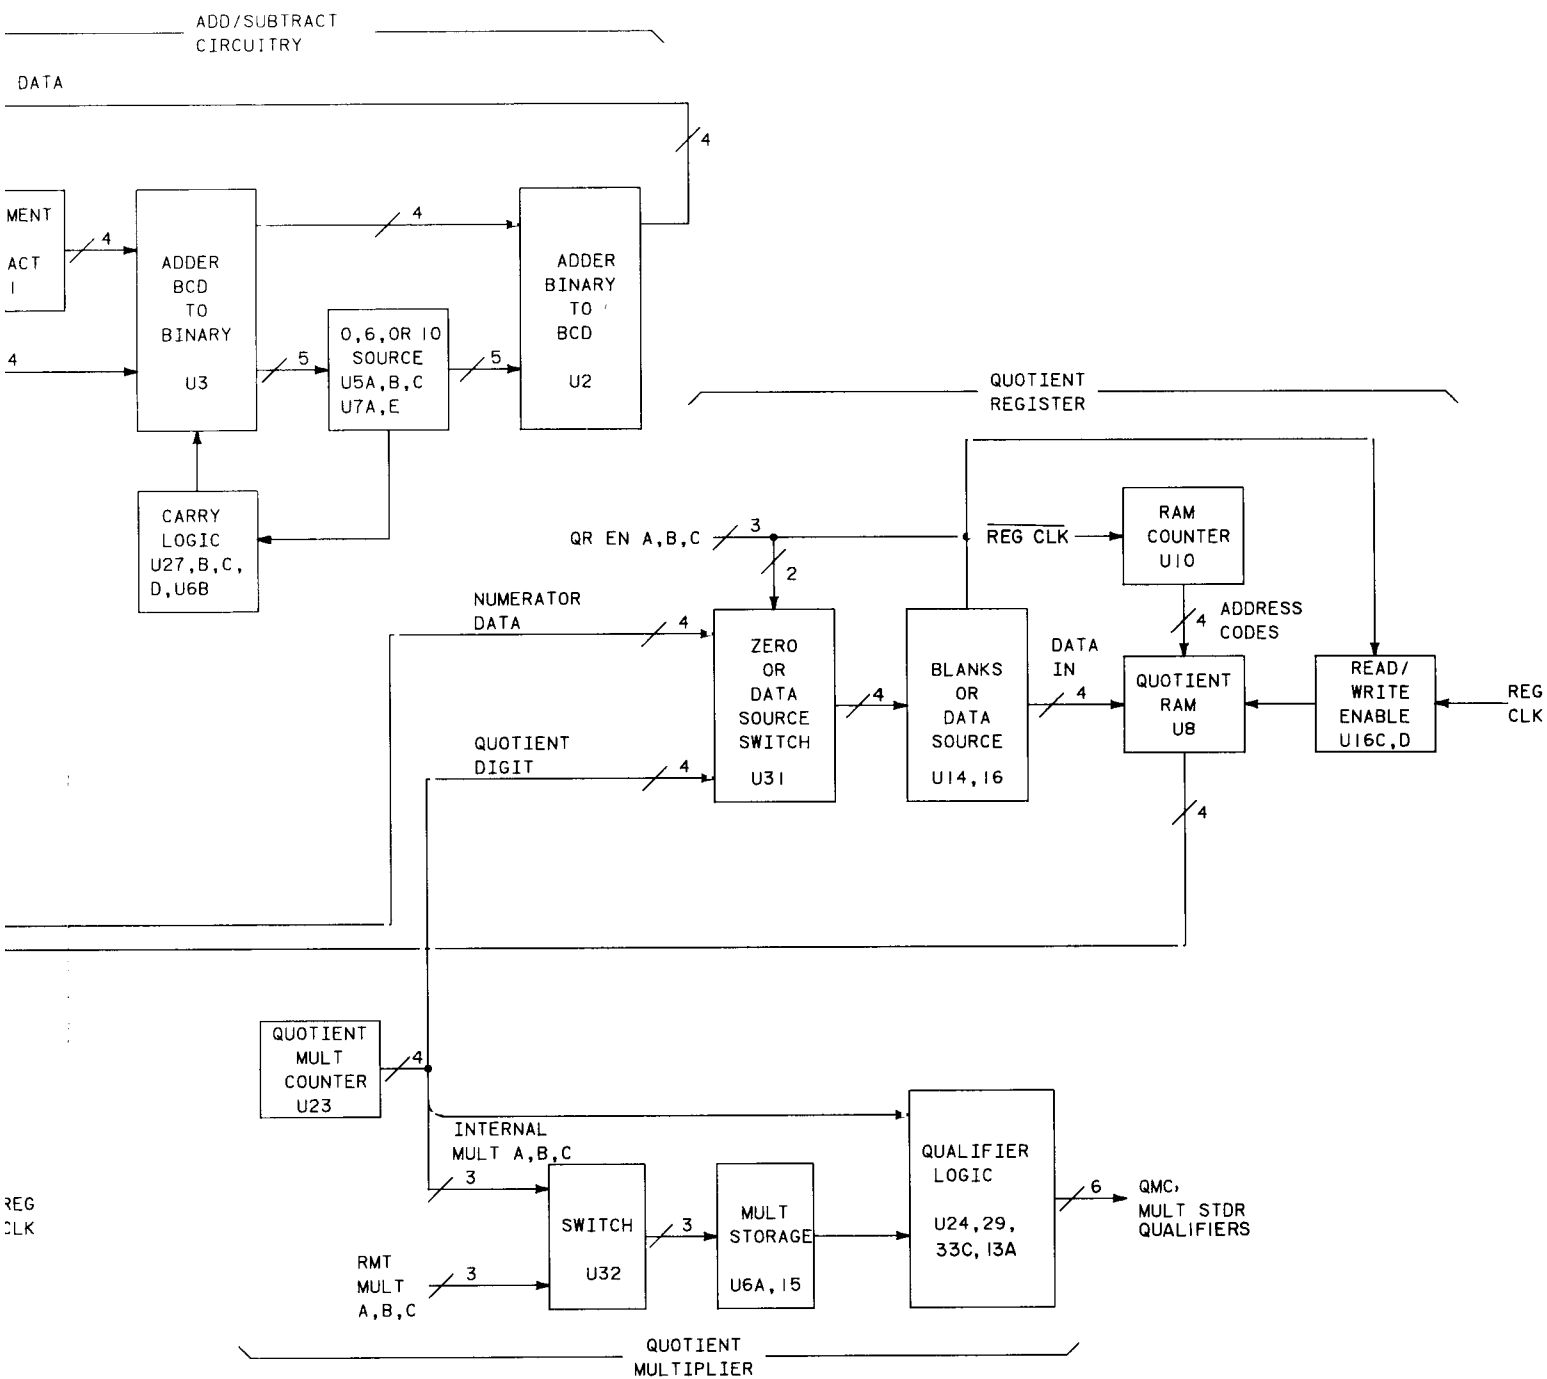 ADD/SUBTRACT
CIRCUITRY
DATA
4
MENT
ACT
1
4
4
ADDER
BCD
TO
BINARY
U3
4
5
0,6,OR 10
SOURCE
U5A,B,C
U7A,E
5
ADDER
BINARY
TO
BCD
U2
4
CARRY
LOGIC
U27,B,C,
D,U6B
QUOTIENT
REGISTER
QR EN A,B,C
3
2
REG CLK
RAM
COUNTER
U10
4
ADDRESS
CODES
NUMERATOR
DATA
4
ZERO
OR
DATA
SOURCE
SWITCH
U31
4
BLANKS
OR
DATA
SOURCE
U14,16
DATA
IN
4
QUOTIENT
RAM
U8
READ/
WRITE
ENABLE
U16C,D
REG
CLK
QUOTIENT
DIGIT
4
4
QUOTIENT
MULT
COUNTER
U23
4
INTERNAL
MULT A,B,C
3
RMT
MULT
A,B,C
3
SWITCH
U32
3
MULT
STORAGE
U6A,15
QUALIFIER
LOGIC
U24,29,
33C,13A
6
QMC,
MULT STDR
QUALIFIERS
REG
CLK
QUOTIENT
MULTIPLIER